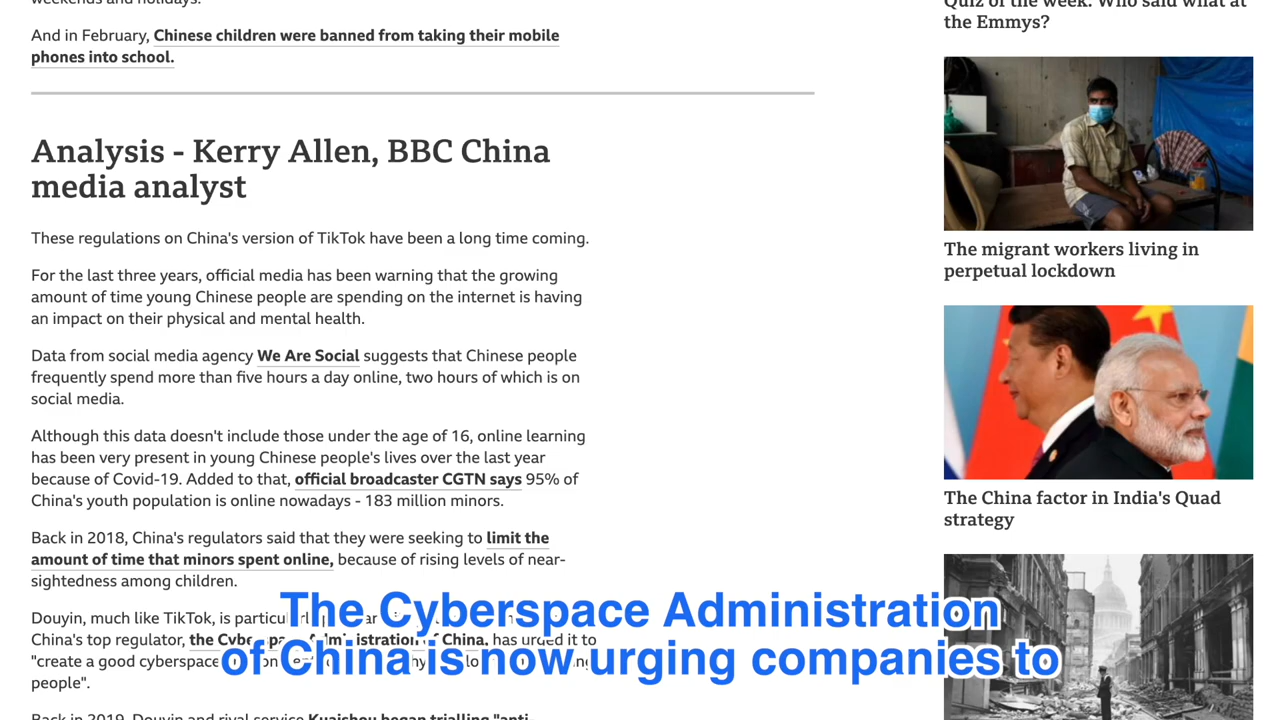 weekends and holidays.
And in February, Chinese children were banned from taking their mobile
phones into school.
Analysis - Kerry Allen, BBC China
media analyst
These regulations on China's version of TikTok have been a long time coming.
For the last three years, official media has been warning that the growing
amount of time young Chinese people are spending on the internet is having
an impact on their physical and mental health.
Data from social media agency We Are Social suggests that Chinese people
frequently spend more than five hours a day online, two hours of which is on
social media.
Although this data doesn't include those under the age of 16, online learning
has been very present in young Chinese people's lives over the last year
because of Covid-19. Added to that, official broadcaster CGTN says 95% of
China's youth population is online nowadays - 183 million minors.
Back in 2018, China's regulators said that they were seeking to limit the
amount of time that minors spent online, because of rising levels of near-
sightedness among children.
Douyin, much like TikTok, is
China's top regulator, the Cyberspace Administration of China, has urged it to
"create a good cyberspace
people".
Back in 2019, Douyin and rival service Kuaishou began trialling "anti-
Quiz of the week: Who said what at
the Emmys?
The migrant workers living in
perpetual lockdown
The China factor in India's Quad
strategy
The Cyberspace Administration
of China is now urging companies to